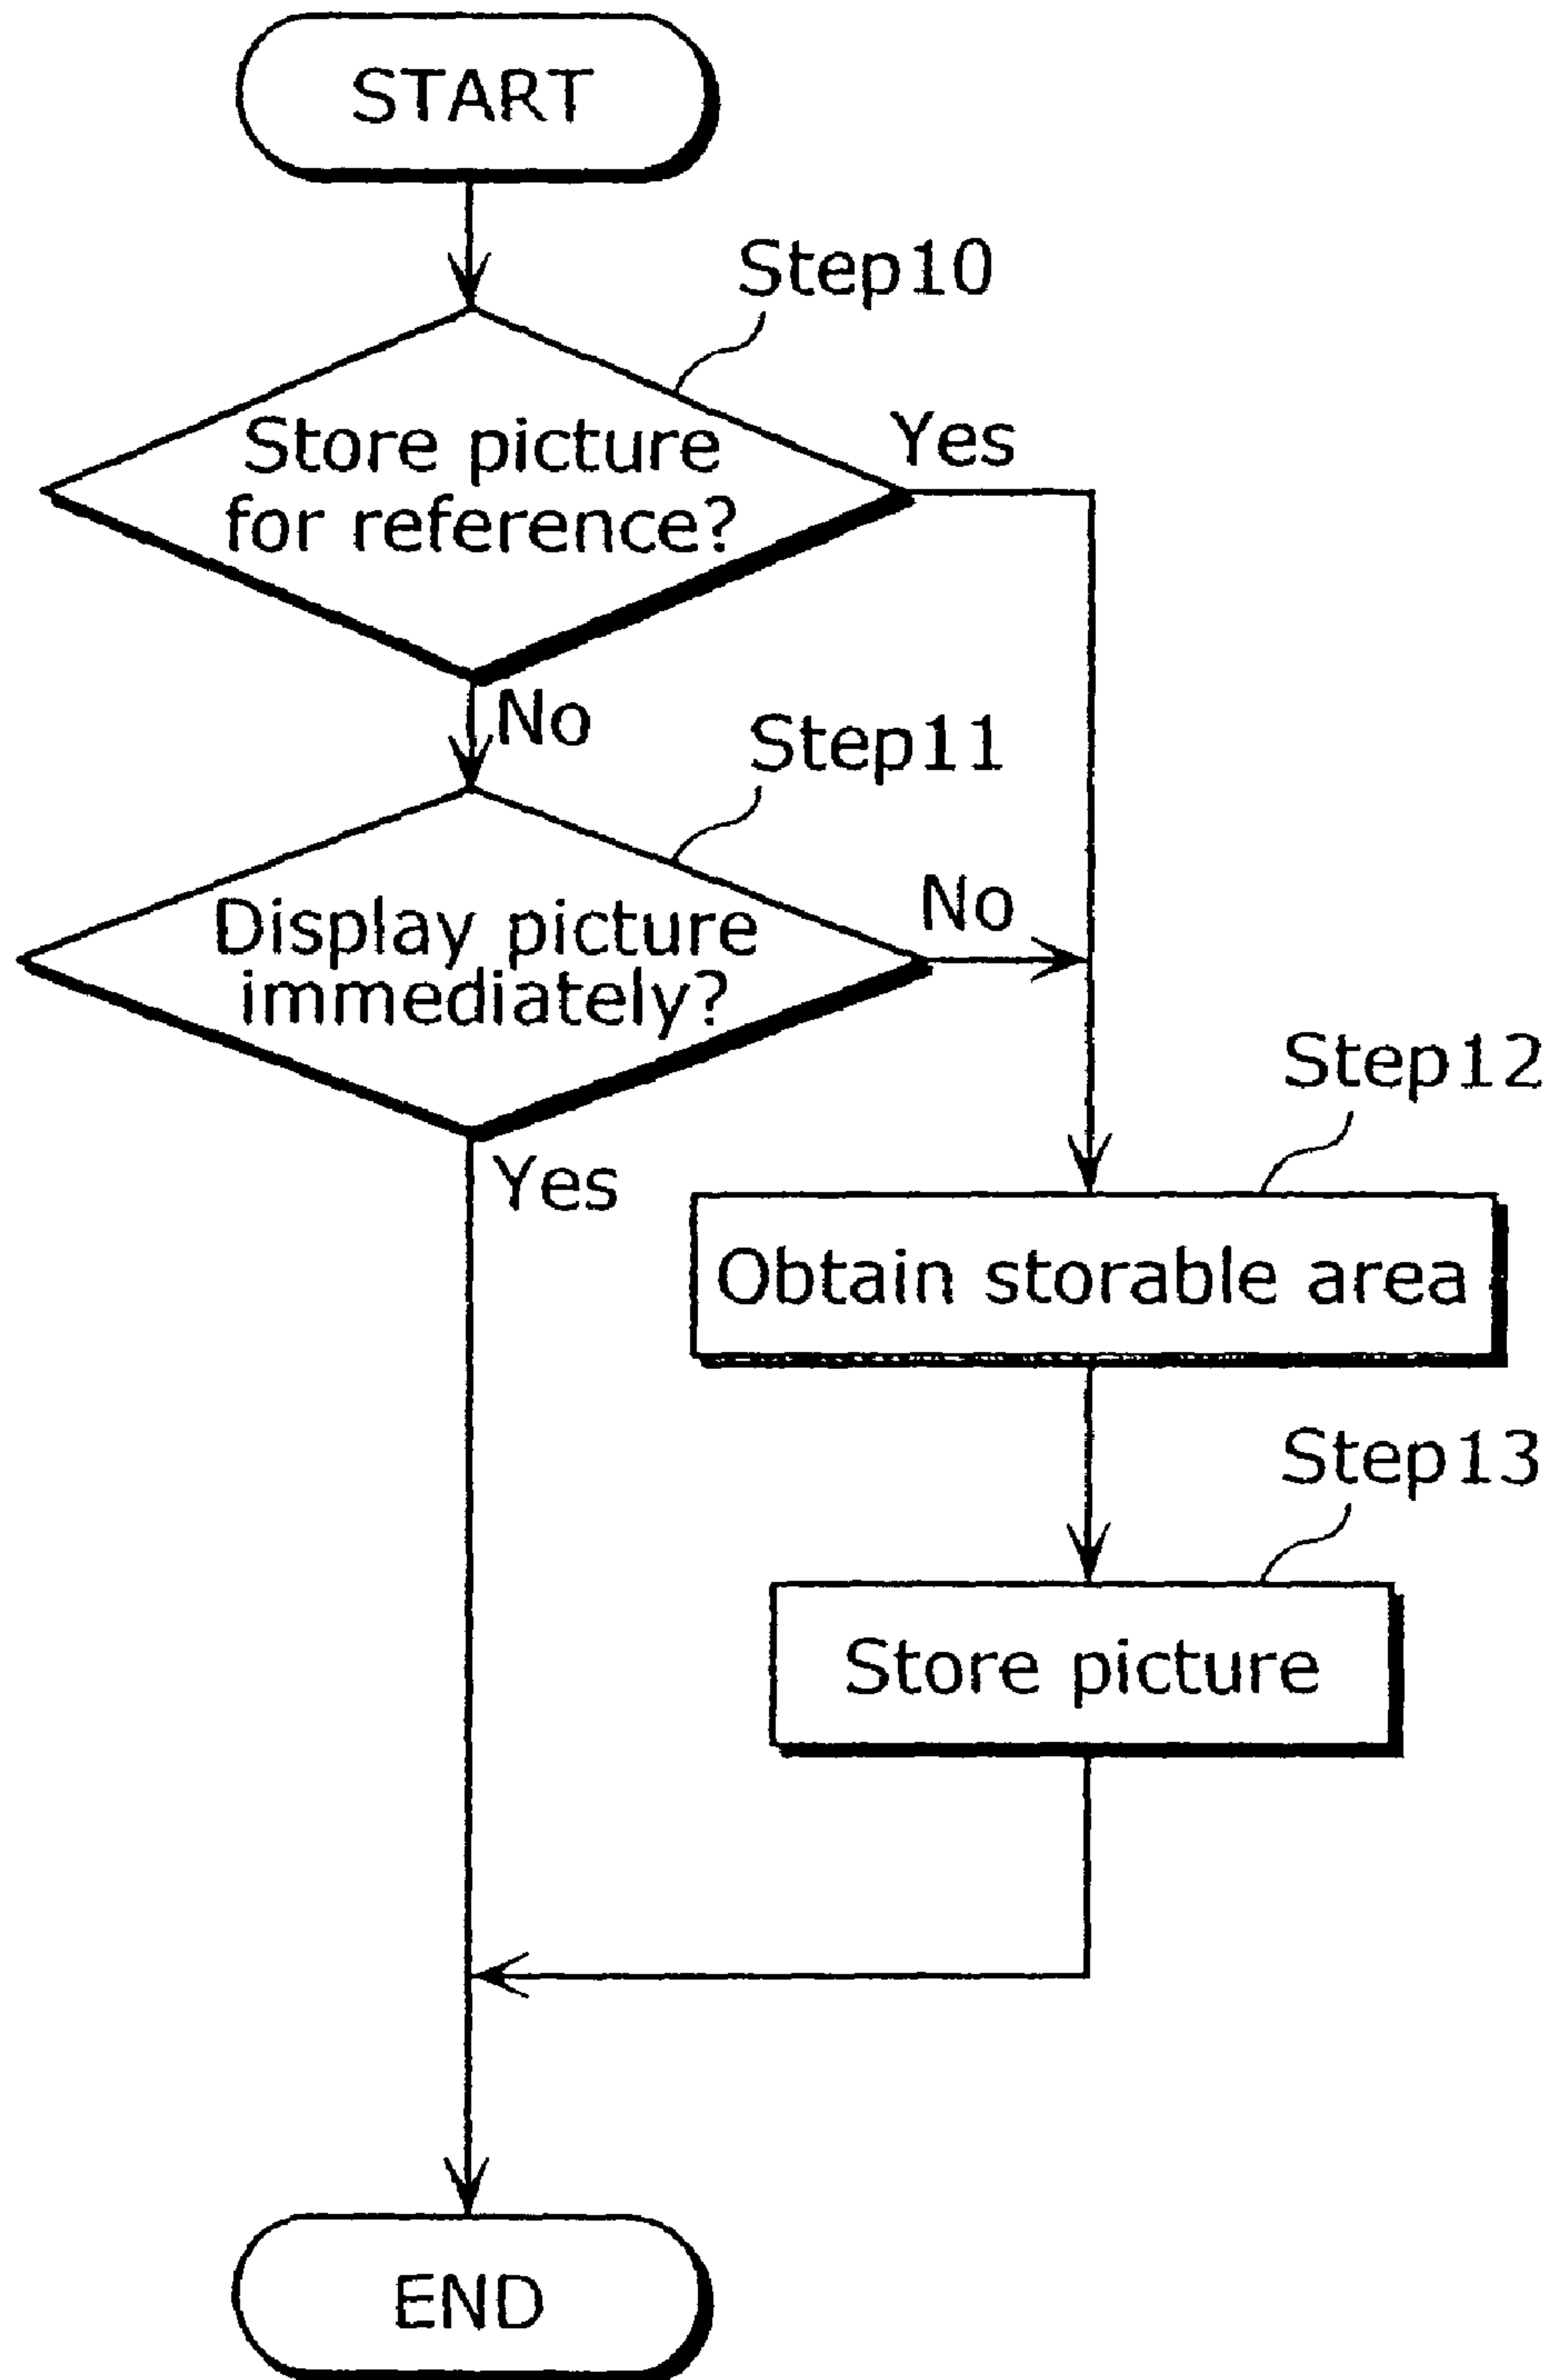 START
Step10
Store picture
for reference?
Yes
No
Step11
Display picture
immediately?
No
Yes
Step12
Obtain storable area
Step13
Store picture
END